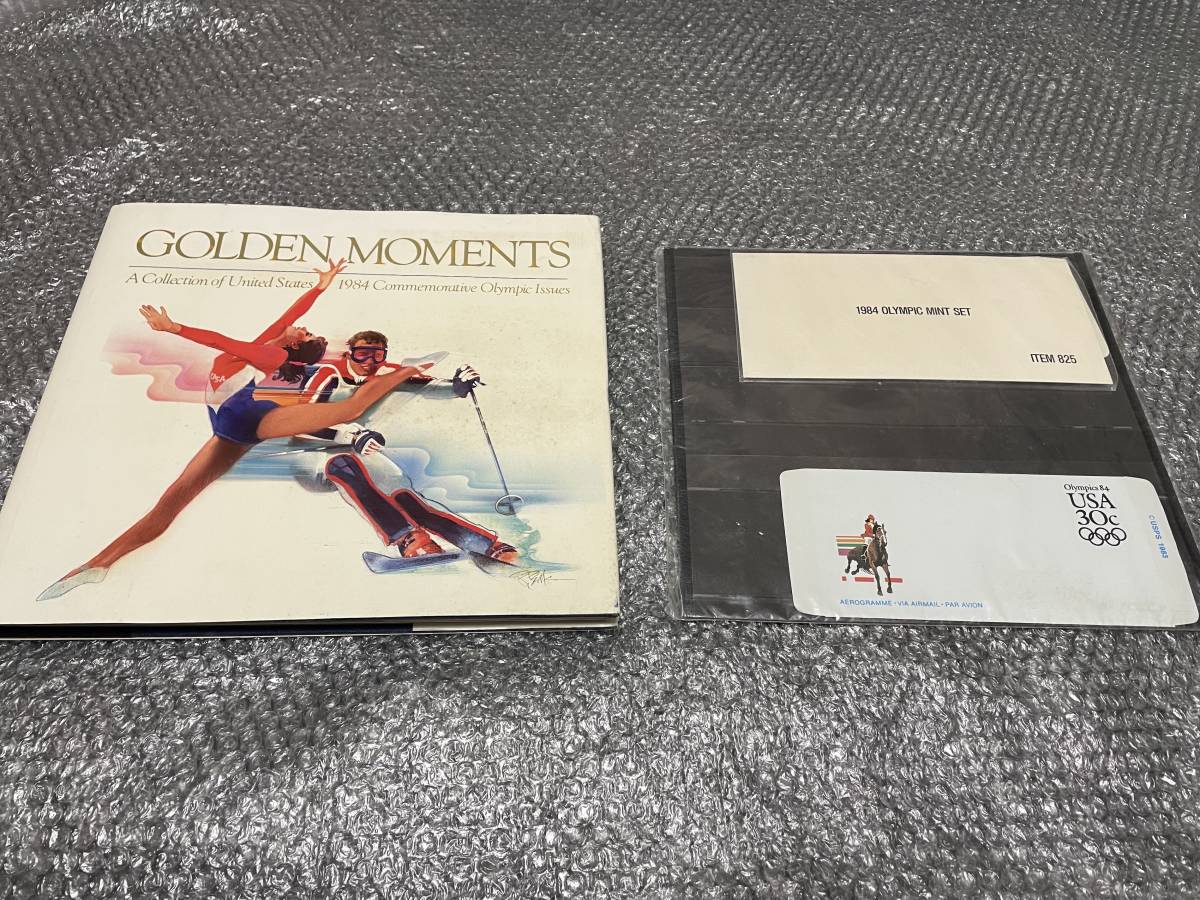 GOLDEN MOMENTS
A Collection of United States 1984 Commemorative Olympic Issues
USA
1984 OLYMPIC MINT SET
ITEM 825
Olympics 84
USA
30c
© USPS 1983
AEROGRAMME • VIA AIRMAIL • PAR AVION